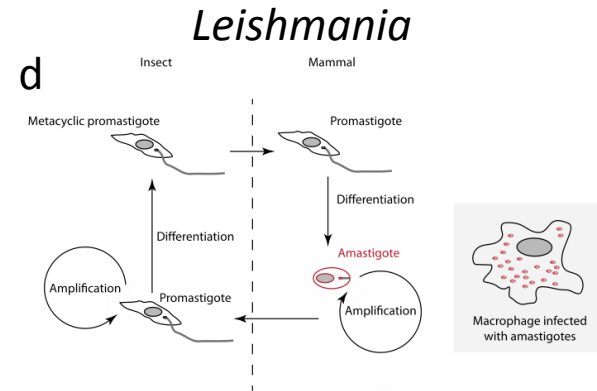 Leishmania
d
Insect
Mammal
Metacyclic promastigote
Promastigote
Differentiation
Differentiation
Amastigote
Amplification
Promastigote
Amplification
Macrophage infected
with amastigotes